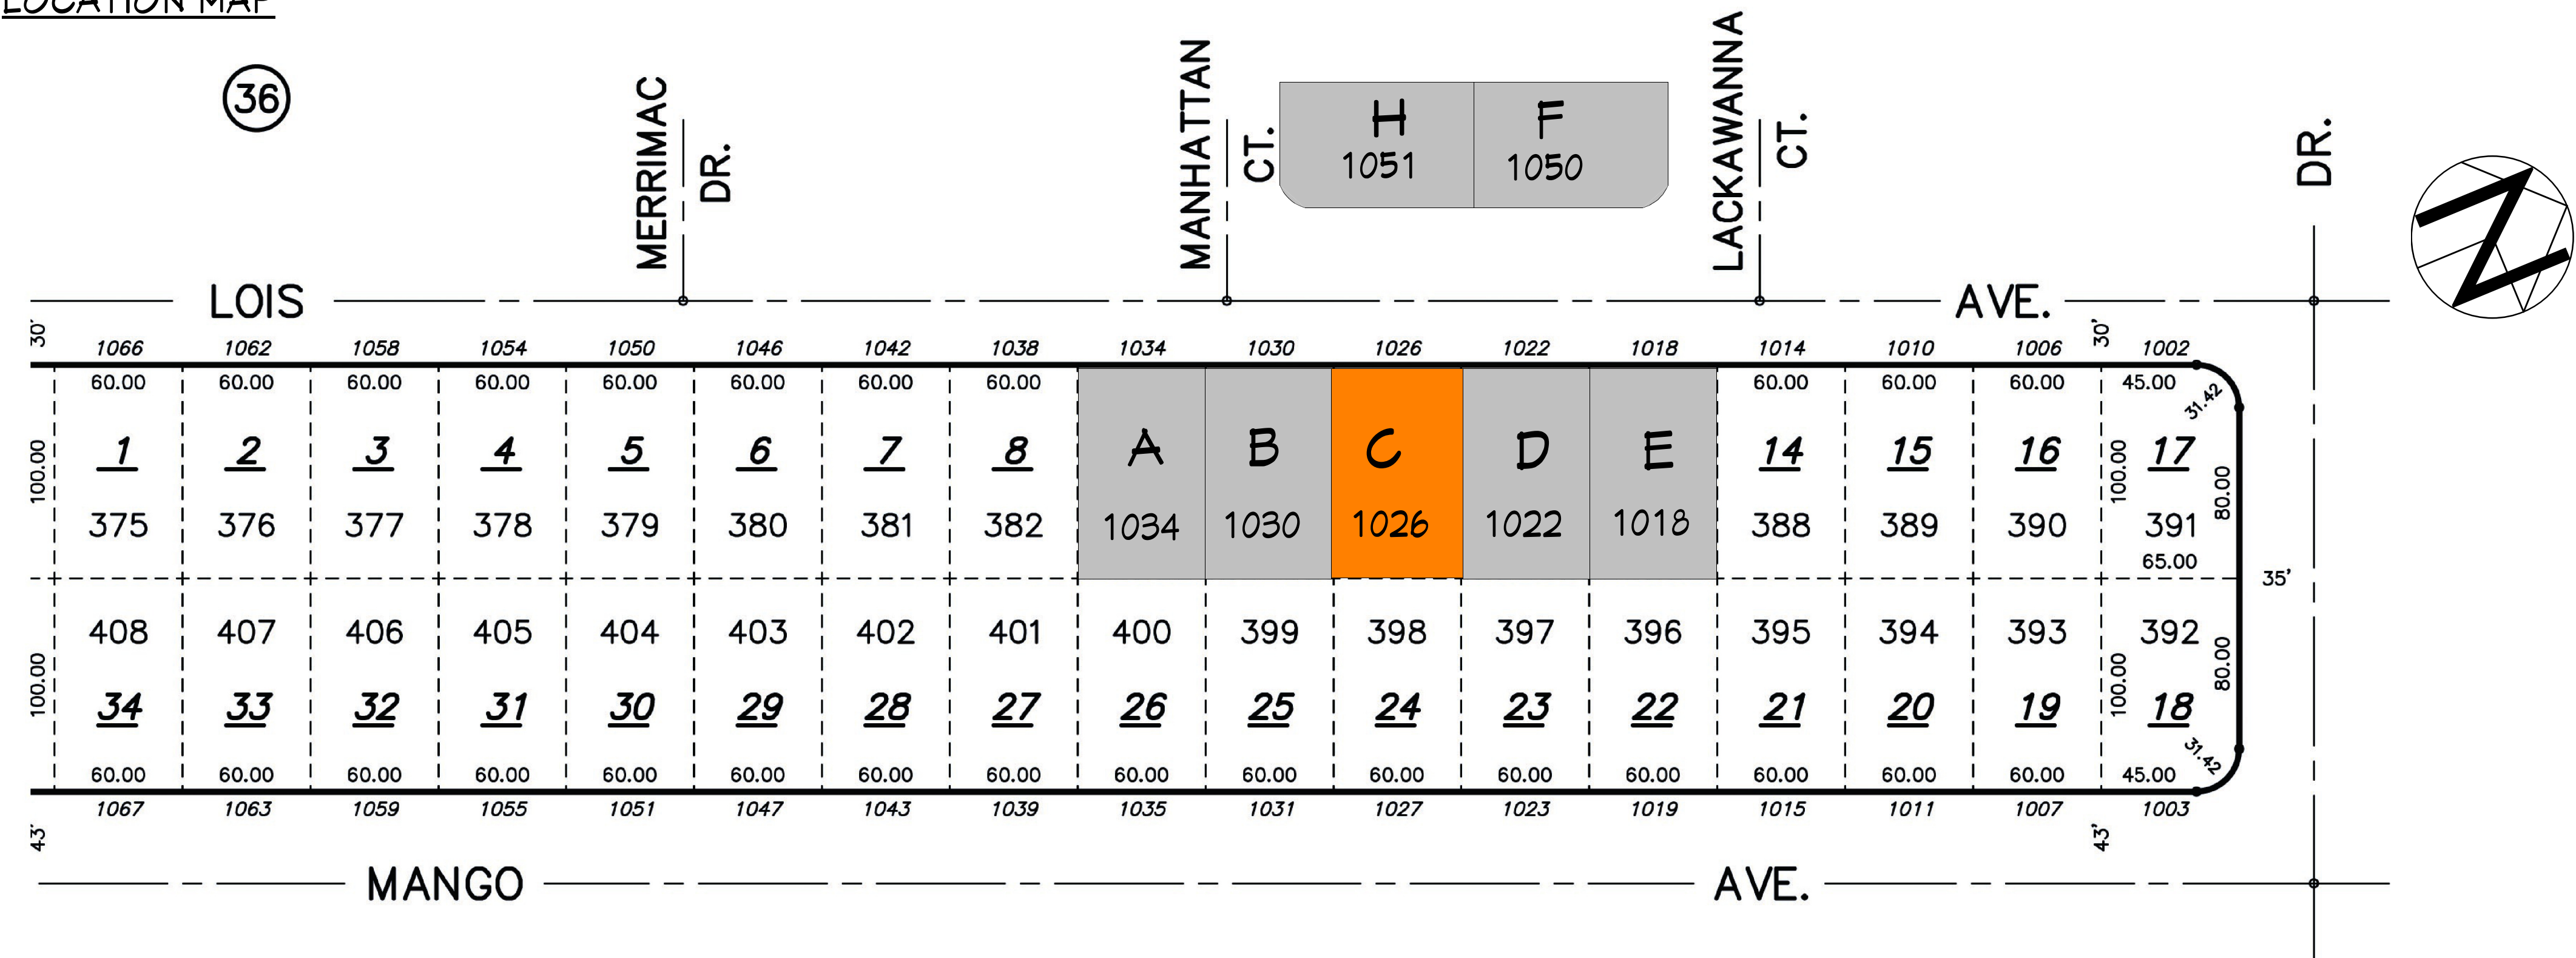 LOCATION MAP
36
MERRIMAC
DR.
MANHATTAN
CT.
H
1051
F
1050
LACKAWANNA
CT.
DR.
N
LOIS
AVE.
30' 1066 1062 1058 1054 1050 1046 1042 1038 1034 1030 1026 1022 1018 1014 1010 1006 30' 1002
60.00 60.00 60.00 60.00 60.00 60.00 60.00 60.00 60.00 60.00 60.00 45.00
31.42
100.00 1 2 3 4 5 6 7 8 A B C D E 14 15 16 100.00 17 80.00
375 376 377 378 379 380 381 382 1034 1030 1026 1022 1018 388 389 390 391
65.00
35'
408 407 406 405 404 403 402 401 400 399 398 397 396 395 394 393 392
100.00 34 33 32 31 30 29 28 27 26 25 24 23 22 21 20 19 100.00 18 80.00
31.42
60.00 60.00 60.00 60.00 60.00 60.00 60.00 60.00 60.00 60.00 60.00 60.00 60.00 60.00 60.00 60.00 45.00
1067 1063 1059 1055 1051 1047 1043 1039 1035 1031 1027 1023 1019 1015 1011 1007 1003
43' 43'
MANGO
AVE.